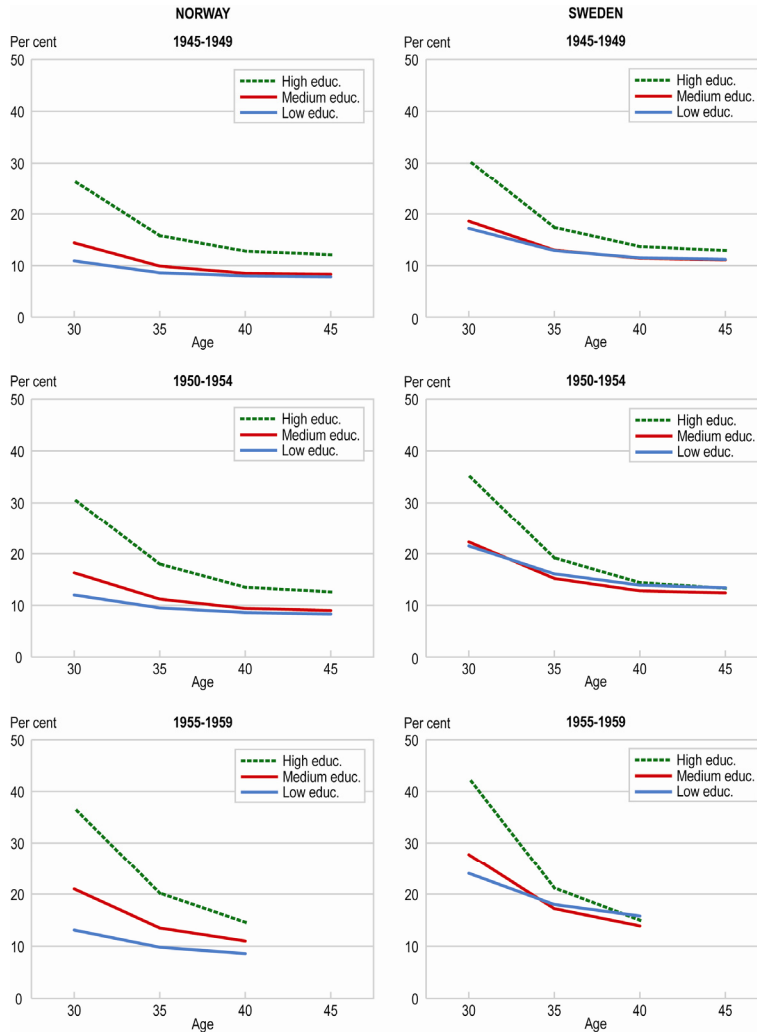 NORWAY
Per cent
1945-1949
50
40
30
20
10
0
High educ.
Medium educ.
Low educ.
30 35 40 45
Age
SWEDEN
Per cent
1945-1949
50
40
30
20
10
0
High educ.
Medium educ.
Low educ.
30 35 40 45
Age
Per cent
1950-1954
50
40
30
20
10
0
High educ.
Medium educ.
Low educ.
30 35 40 45
Age
Per cent
1950-1954
50
40
30
20
10
0
High educ.
Medium educ.
Low educ.
30 35 40 45
Age
Per cent
1955-1959
50
40
30
20
10
0
High educ.
Medium educ.
Low educ.
30 35 40 45
Age
Per cent
1955-1959
50
40
30
20
10
0
High educ.
Medium educ.
Low educ.
30 35 40 45
Age